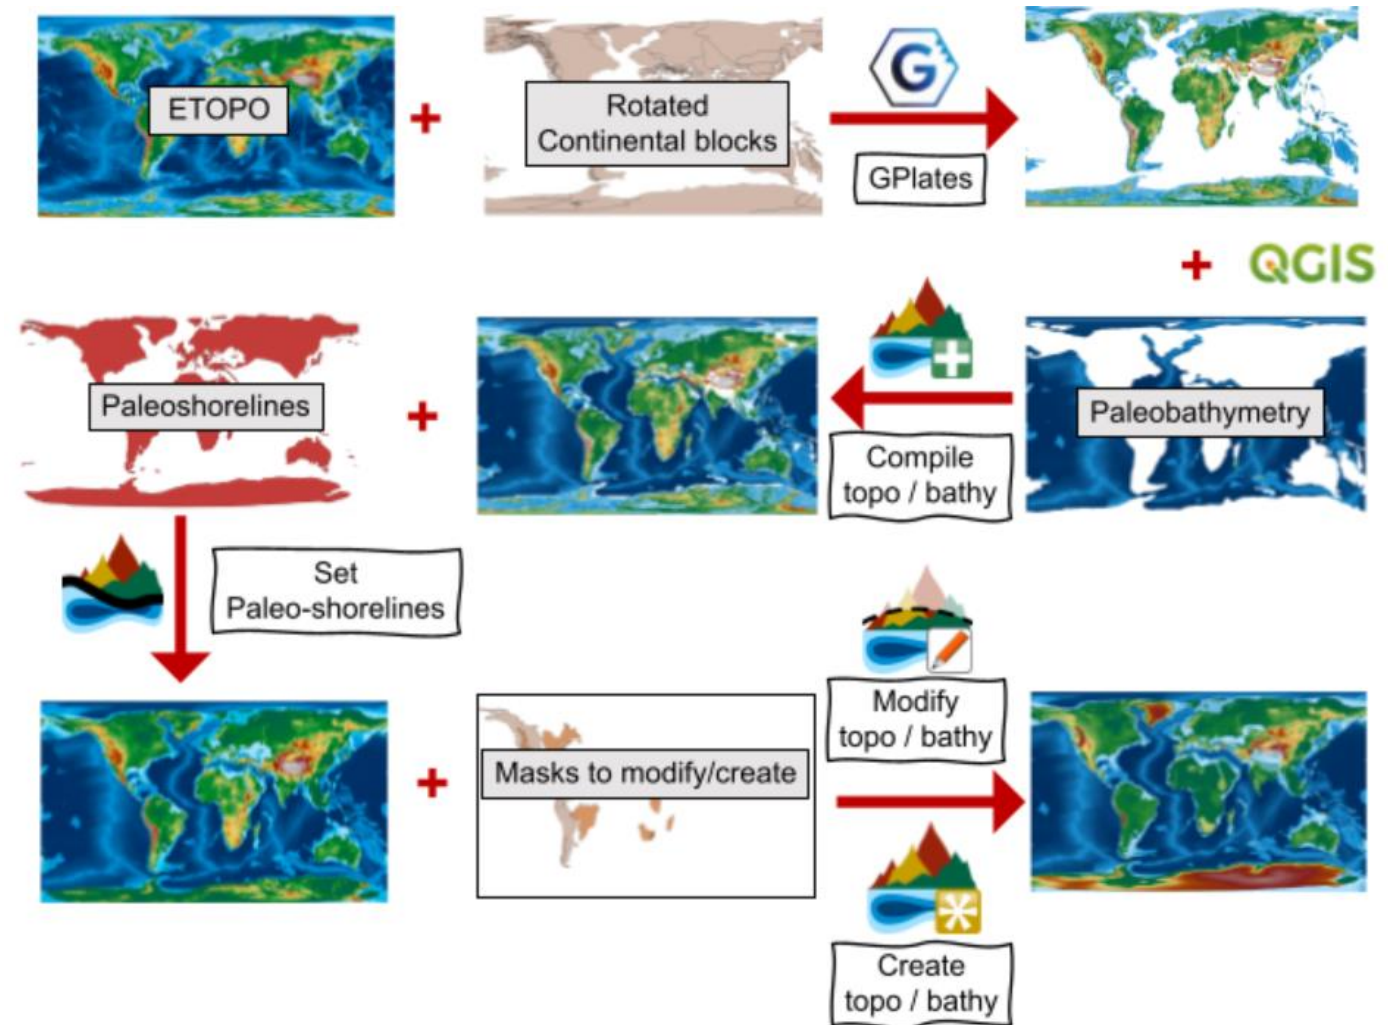 ETOPO
Rotated
Continental blocks
G
GPlates
QGIS
Paleoshorelines
Compile
topo / bathy
Paleobathymetry
Set
Paleo-shorelines
Masks to modify/create
Modify
topo / bathy
Create
topo / bathy